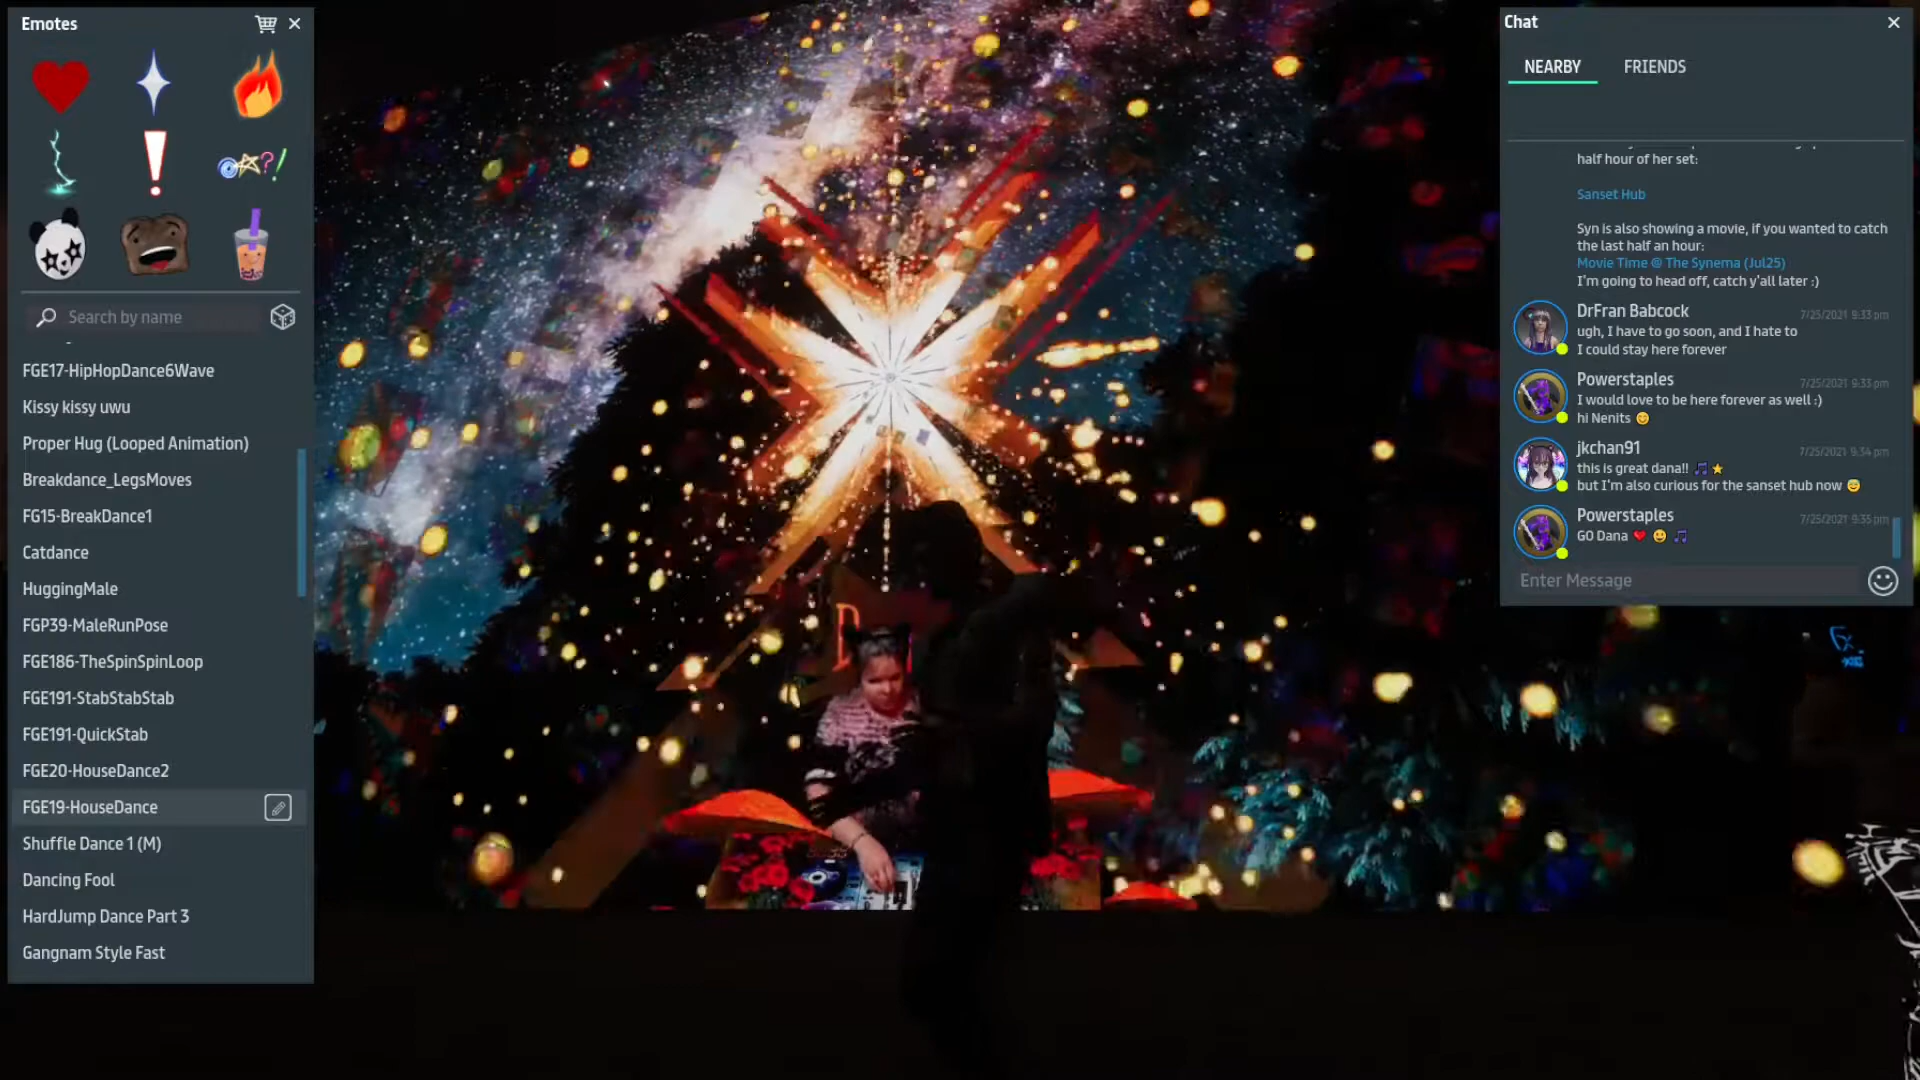 Emotes
Search by name
FGE17-HipHopDance6Wave
Kissy kissy uwu
Proper Hug (Looped Animation)
Breakdance_LegsMoves
FG15-BreakDance1
Catdance
HuggingMale
FGP39-MaleRunPose
FGE186-TheSpinSpinLoop
FGE191-StabStabStab
FGE191-QuickStab
FGE20-HouseDance2
FGE19-HouseDance
Shuffle Dance 1 (M)
Dancing Fool
HardJump Dance Part 3
Gangnam Style Fast
Chat
NEARBY FRIENDS
half hour of her set:
Sanset Hub
Syn is also showing a movie, if you wanted to catch
the last half an hour:
Movie Time @ The Synema (Jul25)
I'm going to head off, catch y'all later :)
DrFran Babcock 7/25/2021 9:33 pm
ugh, I have to go soon, and I hate to
I could stay here forever
Powerstaples 7/25/2021 9:33 pm
I would love to be here forever as well :)
hi Nenits 😊
jkchan91 7/25/2021 9:34 pm
this is great dana!! 🎵 ⭐
but I'm also curious for the sanset hub now 😅
Powerstaples 7/25/2021 9:35 pm
GO Dana ❤️ 😃 🎵
Enter Message